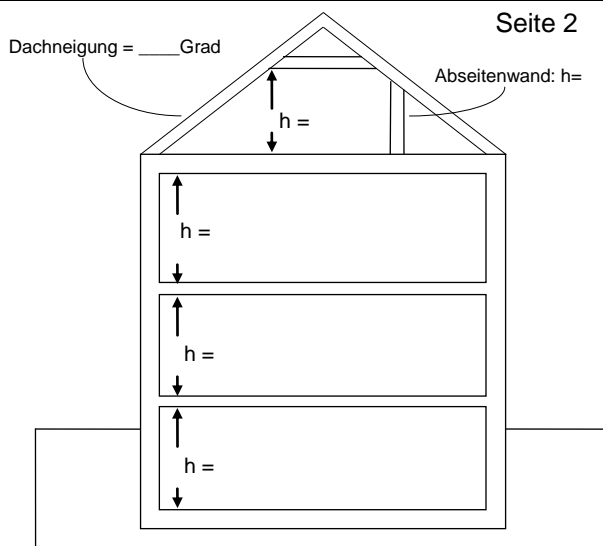 Seite 2
Dachneigung = ____Grad
Abseitenwand: h=
h =
h =
h =
h =